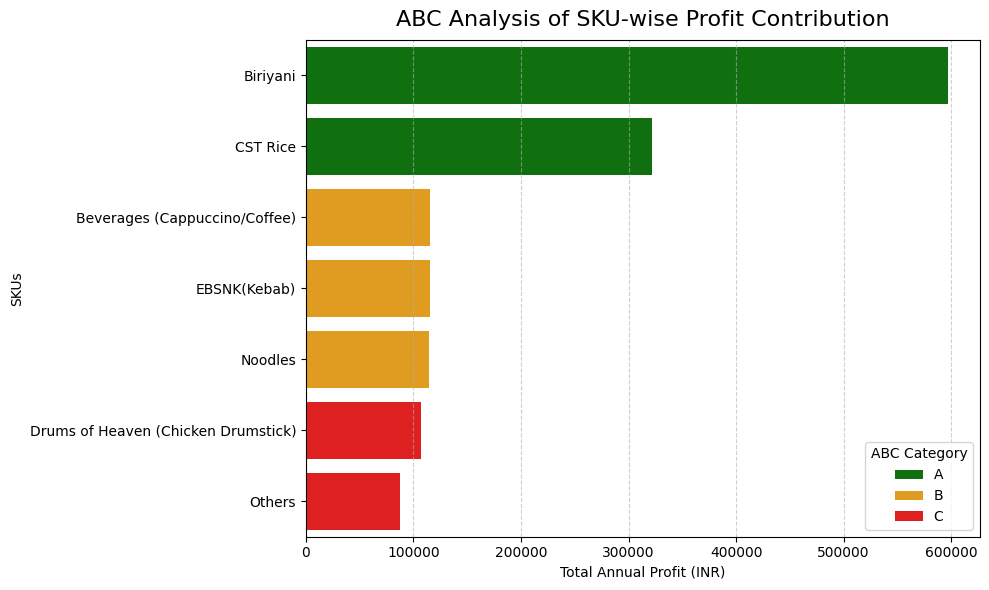 ABC Analysis of SKU-wise Profit Contribution
SKUs
Biriyani
CST Rice
Beverages (Cappuccino/Coffee)
EBSNK(Kebab)
Noodles
Drums of Heaven (Chicken Drumstick)
Others
ABC Category
A
B
C
0 100000 200000 300000 400000 500000 600000
Total Annual Profit (INR)